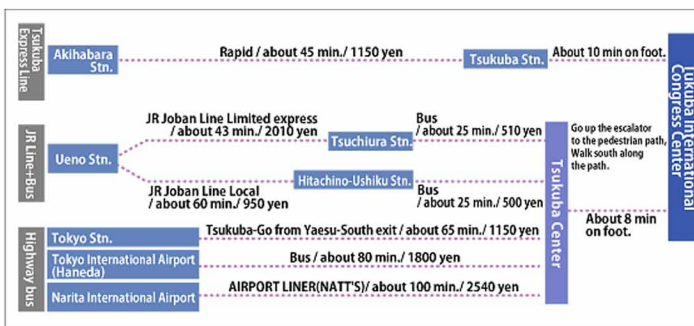 Tsukuba
Express Line
Akihabara
Stn.
Rapid / about 45 min./ 1150 yen
Tsukuba Stn.
About 10 min on foot.
Tukuba International
Congress Center
JR Line+Bus
Ueno Stn.
JR Joban Line Limited express
/ about 43 min./ 2010 yen
Tsuchiura Stn.
Bus
/ about 25 min./ 510 yen
JR Joban Line Local
/ about 60 min./ 950 yen
Hitachino-Ushiku Stn.
Bus
/ about 25 min./ 500 yen
Tsukuba Center
Go up the escalator
to the pedestrian path,
Walk south along
the path.
About 8 min
on foot.
Highway bus
Tokyo Stn.
Tsukuba-Go from Yaesu-South exit / about 65 min./ 1150 yen
Tokyo International Airport
(Haneda)
Bus / about 80 min./ 1800 yen
Narita International Airport
AIRPORT LINER(NATT'S)/ about 100 min./ 2540 yen